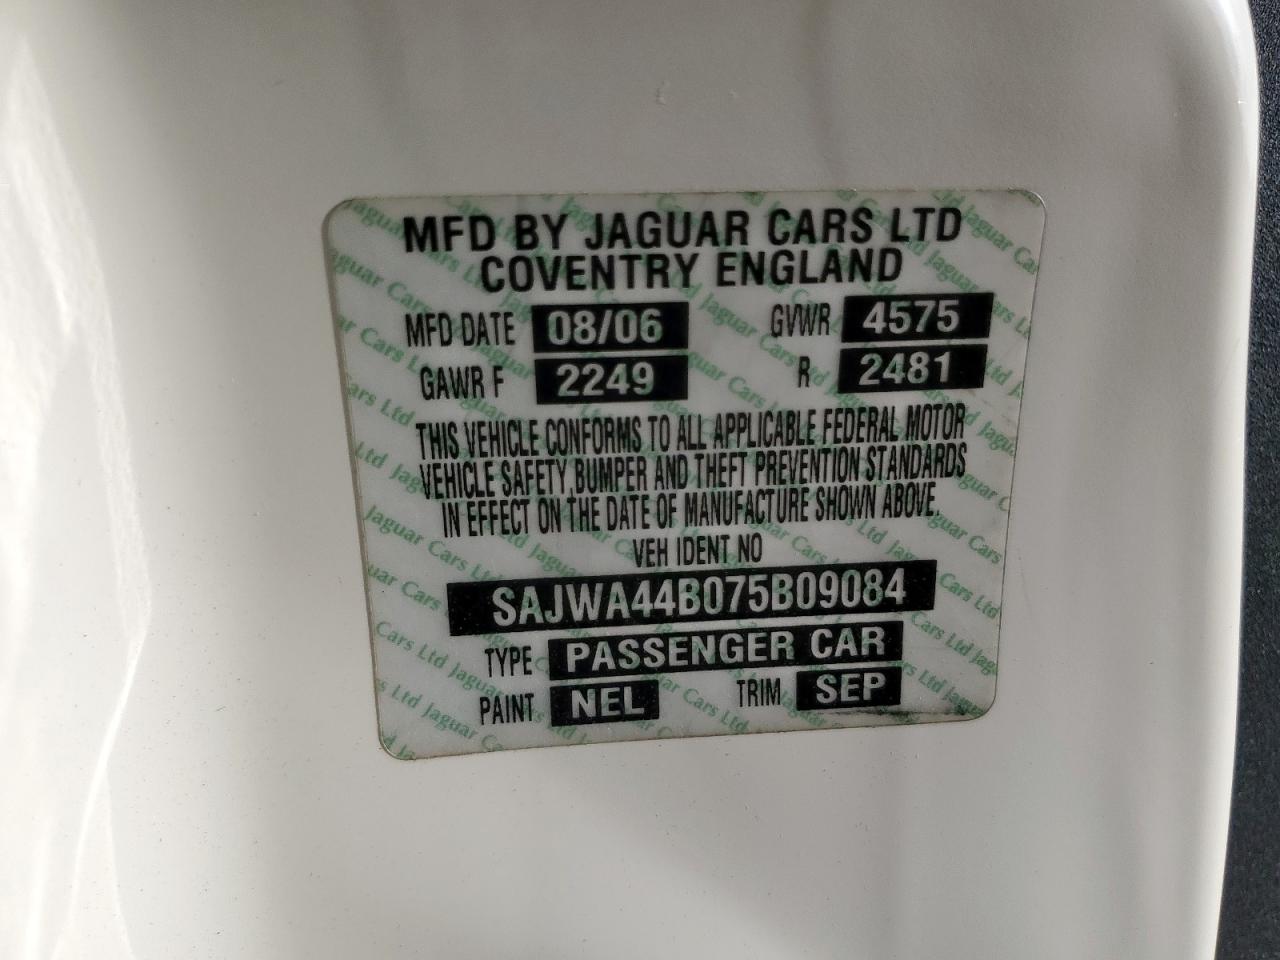 MFD BY JAGUAR CARS LTD
COVENTRY ENGLAND
MFD DATE 08/06 GVWR 4575
GAWR F 2249 R 2481
THIS VEHICLE CONFORMS TO ALL APPLICABLE FEDERAL MOTOR
VEHICLE SAFETY,BUMPER AND THEFT PREVENTION STANDARDS
IN EFFECT ON THE DATE OF MANUFACTURE SHOWN ABOVE.
VEH IDENT NO
SAJWA44B075B09084
TYPE PASSENGER CAR
PAINT NEL TRIM SEP